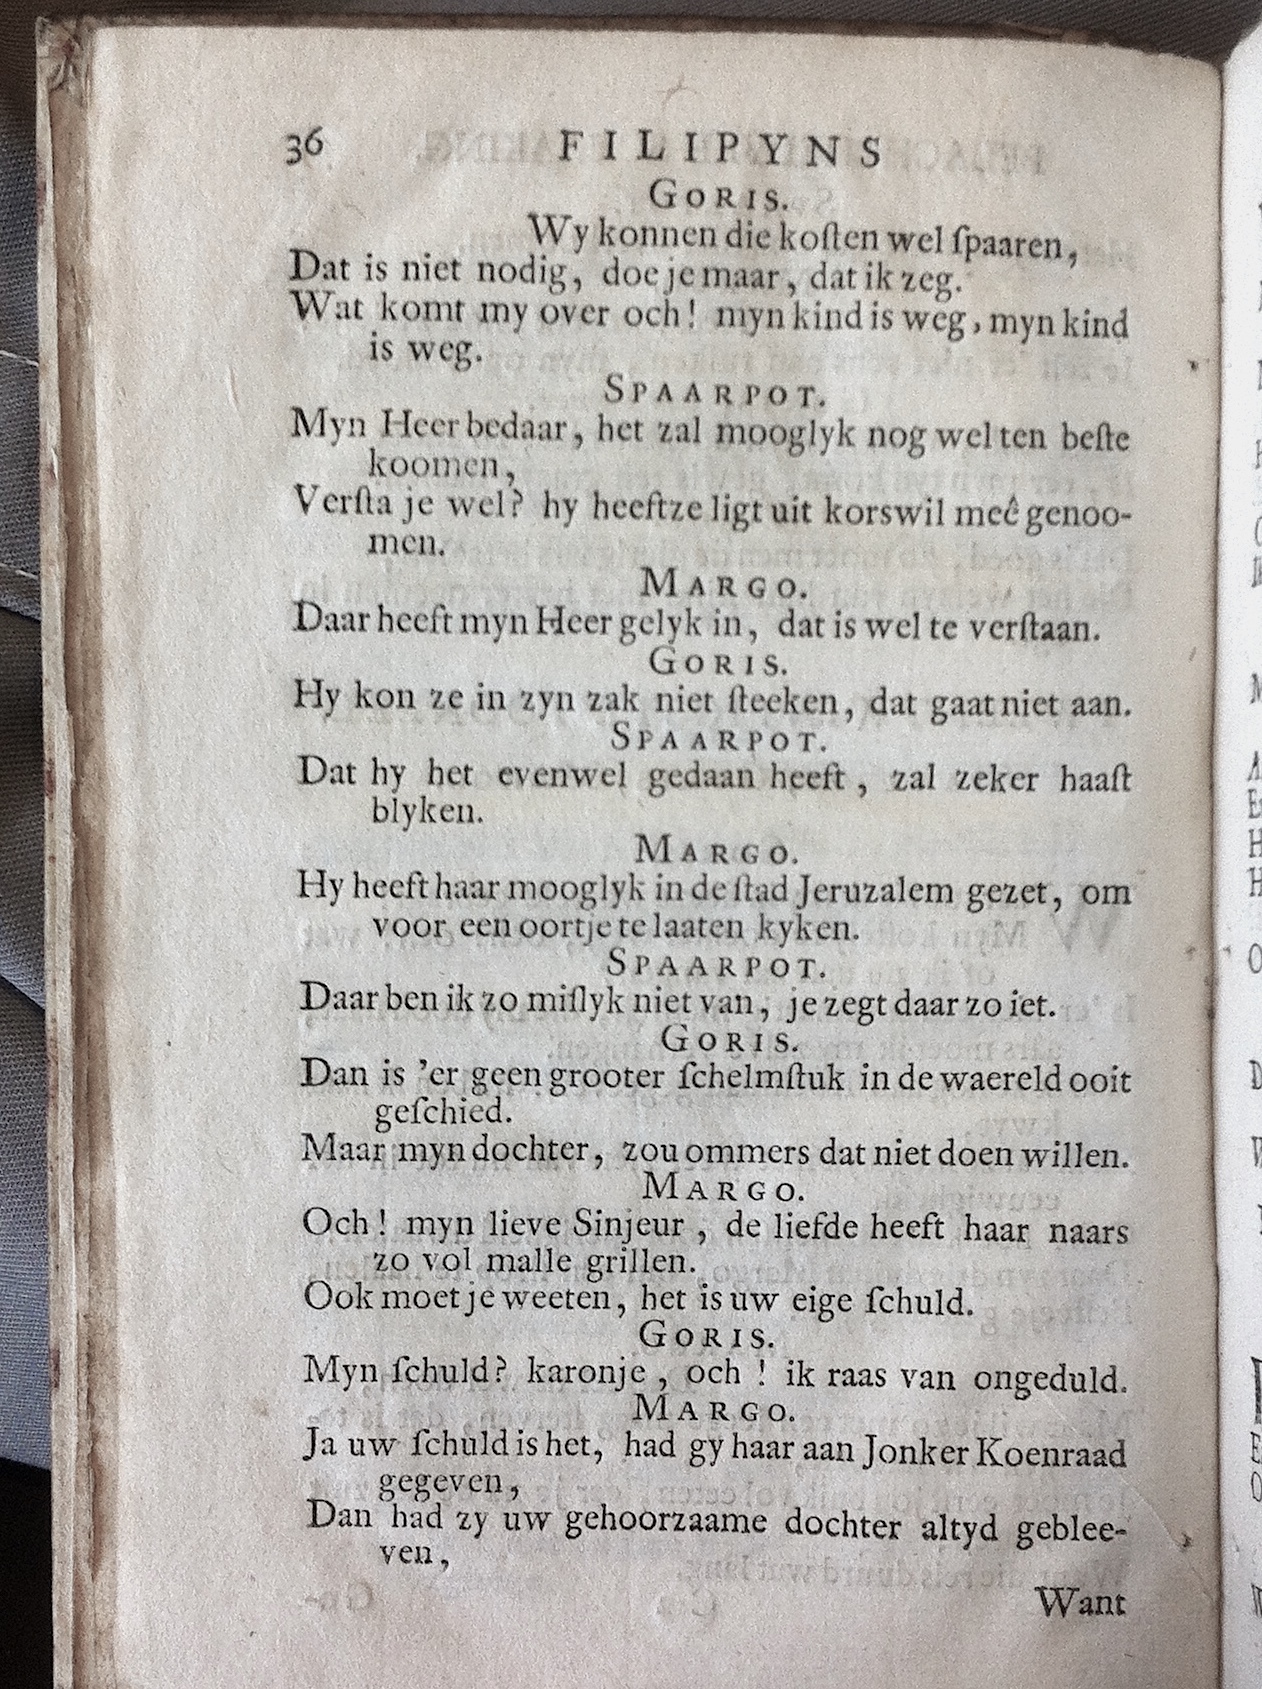 36 FILIPYNS
GORIS.
Wy konnen die koſten wel ſpaaren,
Dat is niet nodig, doe je maar, dat ik zeg.
Wat komt my over och! myn kind is weg, myn kind
is weg.
SPAARPOT.
Myn Heer bedaar, het zal mooglyk nog wel ten beſte
koomen,
Verſta je wel? hy heeftze ligt uit korswil meê genoo-
men.
MARGO.
Daar heeft myn Heer gelyk in, dat is wel te verſtaan.
GORIS.
Hy kon ze in zyn zak niet ſteeken, dat gaat niet aan.
SPAARPOT.
Dat hy het evenwel gedaan heeft, zal zeker haaſt
blyken.
MARGO.
Hy heeft haar mooglyk in de ſtad Jeruzalem gezet, om
voor een oortje te laaten kyken.
SPAARPOT.
Daar ben ik zo miſlyk niet van, je zegt daar zo iet.
GORIS.
Dan is 'er geen grooter ſchelmſtuk in de waereld ooit
geſchied.
Maar myn dochter, zou ommers dat niet doen willen.
MARGO.
Och! myn lieve Sinjeur, de liefde heeft haar naars
zo vol malle grillen.
Ook moet je weeten, het is uw eige ſchuld.
GORIS.
Myn ſchuld? karonje, och! ik raas van ongeduld.
MARGO.
Ja uw ſchuld is het, had gy haar aan Jonker Koenraad
gegeven,
Dan had zy uw gehoorzaame dochter altyd geblee-
ven,
Want